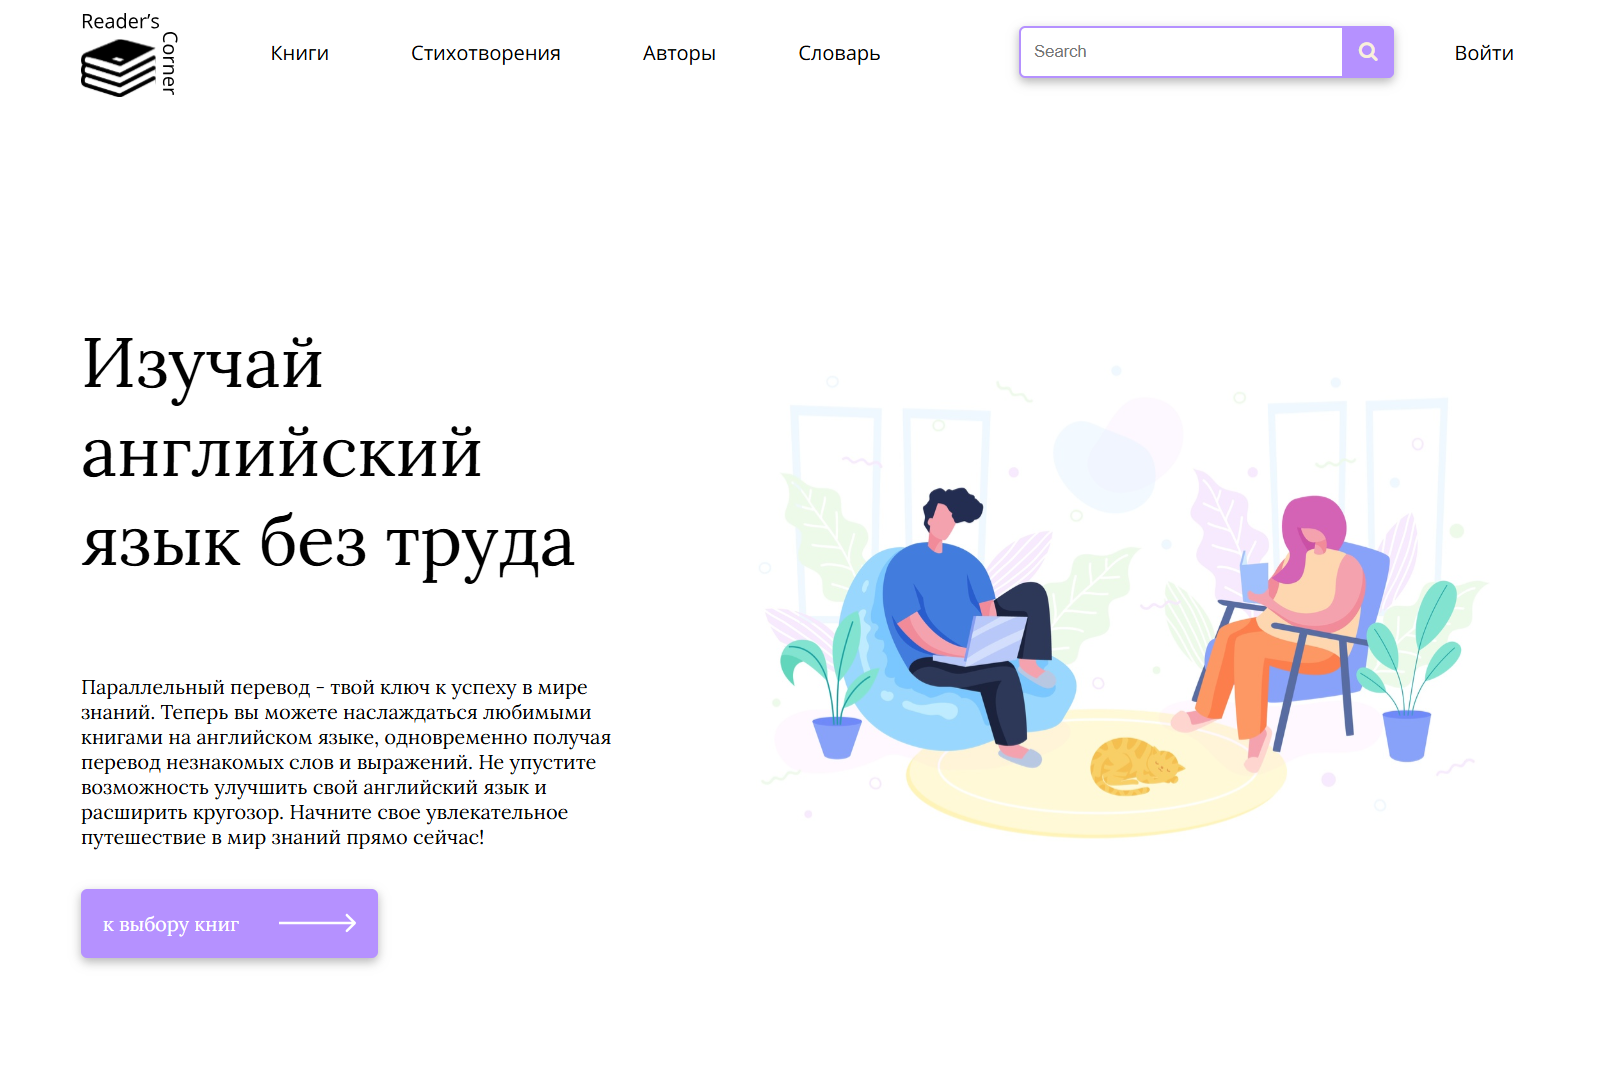 Reader’s
Corner
Книги
Стихотворения
Авторы
Словарь
Search
Войти
Изучай
английский
язык без труда
Параллельный перевод - твой ключ к успеху в мире
знаний. Теперь вы можете наслаждаться любимыми
книгами на английском языке, одновременно получая
перевод незнакомых слов и выражений. Не упустите
возможность улучшить свой английский язык и
расширить кругозор. Начните свое увлекательное
путешествие в мир знаний прямо сейчас!
к выбору книг